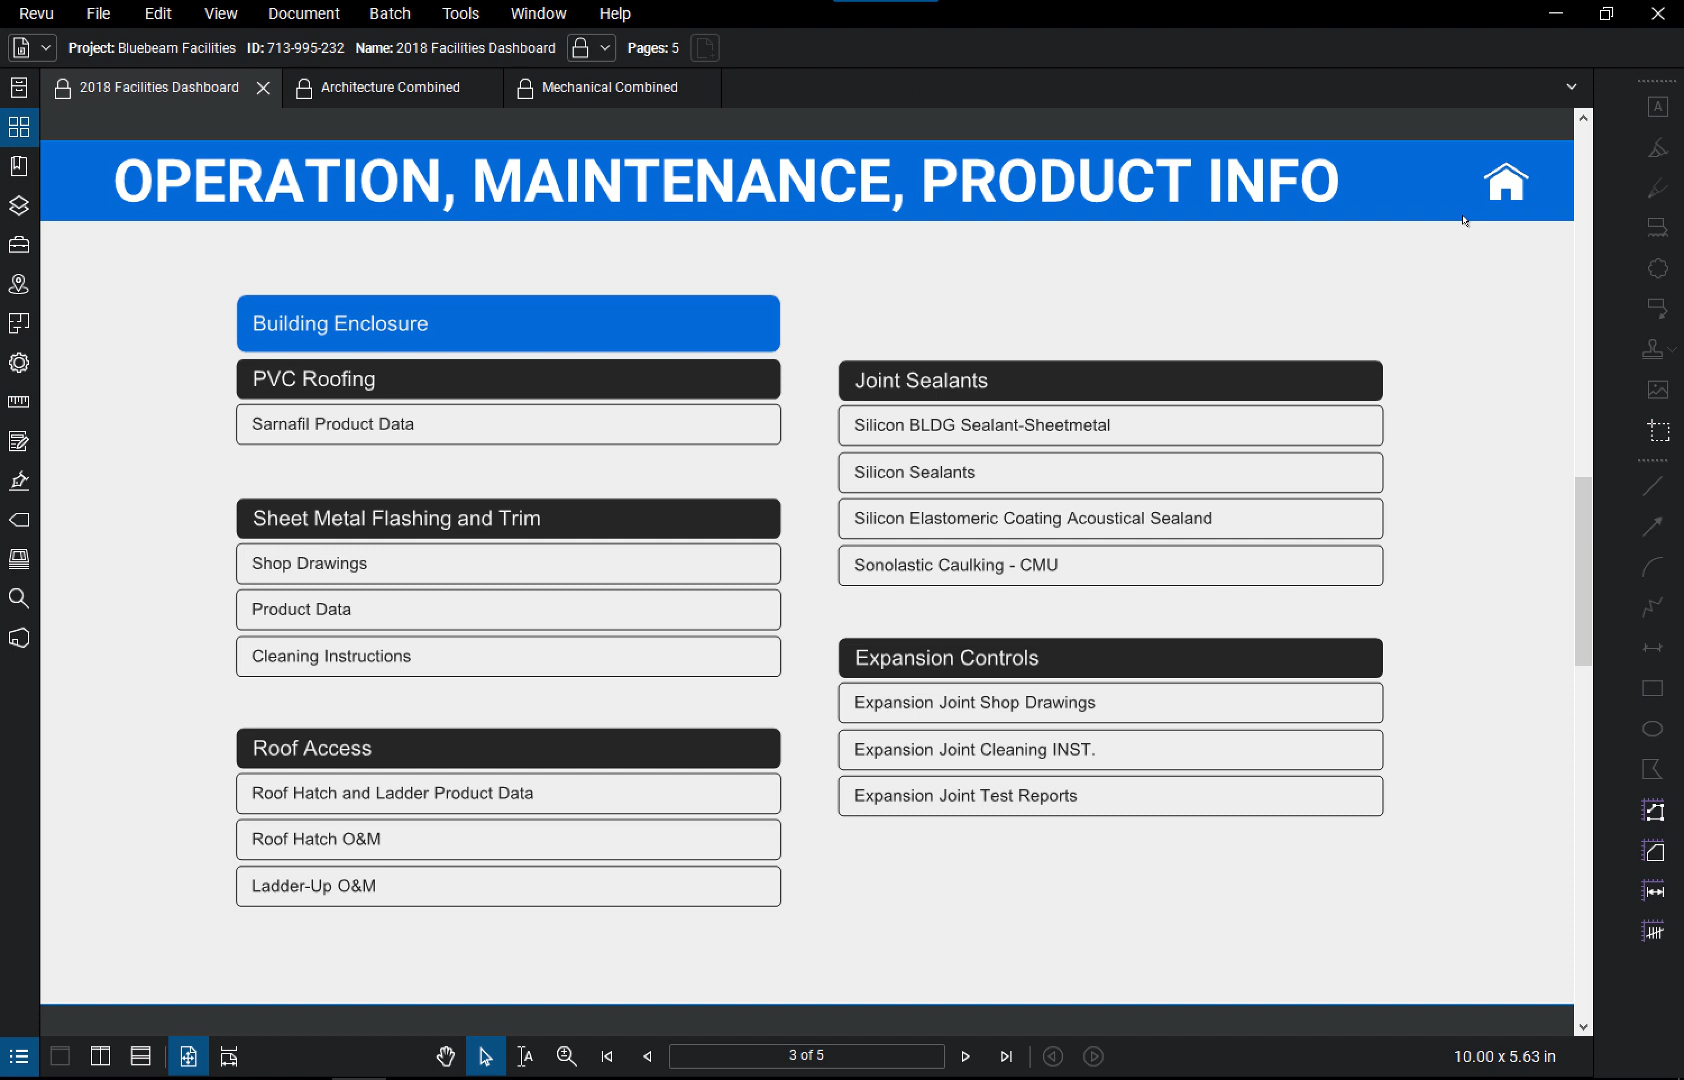 Revu File Edit View Document Batch Tools Window Help
Project: Bluebeam Facilities ID: 713-995-232 Name: 2018 Facilities Dashboard Pages: 5
2018 Facilities Dashboard Architecture Combined Mechanical Combined
OPERATION, MAINTENANCE, PRODUCT INFO
Building Enclosure
PVC Roofing
Sarnafil Product Data
Sheet Metal Flashing and Trim
Shop Drawings
Product Data
Cleaning Instructions
Roof Access
Roof Hatch and Ladder Product Data
Roof Hatch O&M
Ladder-Up O&M
Joint Sealants
Silicon BLDG Sealant-Sheetmetal
Silicon Sealants
Silicon Elastomeric Coating Acoustical Sealand
Sonolastic Caulking - CMU
Expansion Controls
Expansion Joint Shop Drawings
Expansion Joint Cleaning INST.
Expansion Joint Test Reports
3 of 5
10.00 x 5.63 in